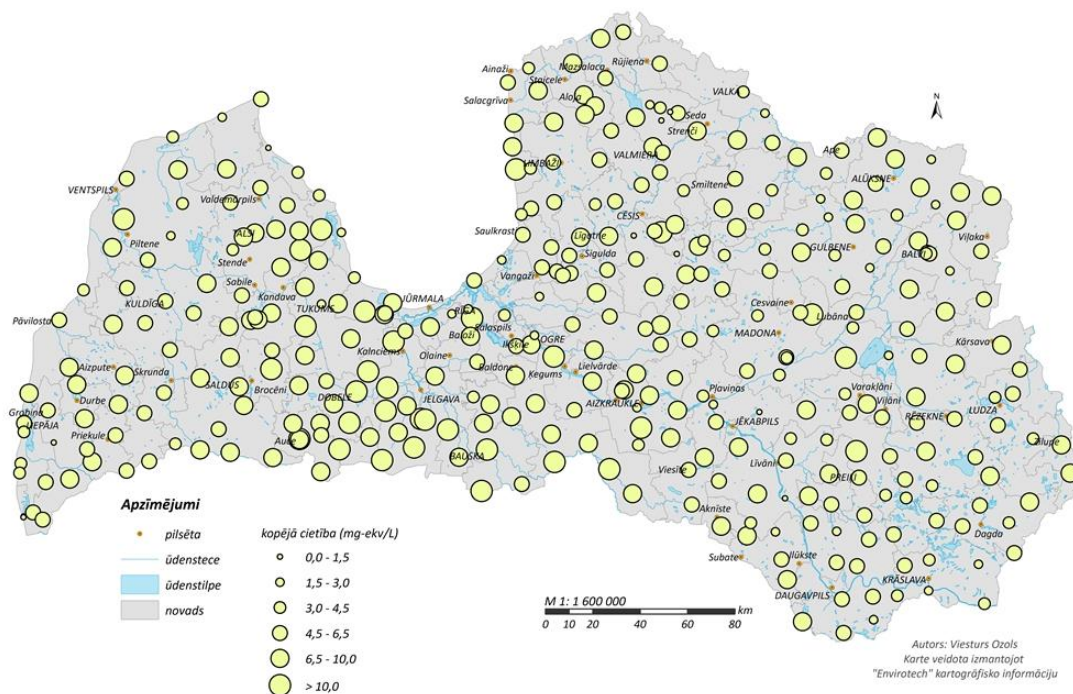 Ainaži
Mazsalaca
Rūjiena
Staicele
Salacgrīva
Aloja
VALKA
Seda
Strenči
VALMIERA
LIMBAŽI
Ape
ALŪKSNE
Smiltene
VENTSPILS
Valdemārpils
CĒSIS
Piltene
TALSI
Saulkrasti
Līgatne
Sigulda
GULBENE
BALVI
Viļaka
Stende
Sabile
Kandava
Vangaži
KULDĪGA
TUKUMS
JŪRMALA
RĪGA
Cesvaine
Lubāna
Pāvilosta
Kalnciems
Baloži
Salaspils
Ikšķile
OGRE
MADONA
Kārsava
Aizpute
Skrunda
SALDUS
Brocēni
Olaine
Baldone
Ķegums
Lielvārde
Durbe
DOBELE
JELGAVA
AIZKRAUKLE
Pļaviņas
Varakļāni
Viļāni
RĒZEKNE
LUDZA
Grobiņa
LIEPĀJA
Priekule
Auce
BAUSKA
JĒKABPILS
Zilupe
Viesīte
Līvāni
PREIĻI
Aknīste
Dagda
Subate
Ilūkste
KRĀSLAVA
DAUGAVPILS
N
Apzīmējumi
pilsēta
ūdenstece
ūdenstilpe
novads
kopējā cietība (mg-ekv/L)
0,0 - 1,5
1,5 - 3,0
3,0 - 4,5
4,5 - 6,5
6,5 - 10,0
> 10,0
M 1: 1 600 000
km
0 10 20 40 60 80
Autors: Viesturs Ozols
Karte veidota izmantojot
"Envirotech" kartogrāfisko informāciju